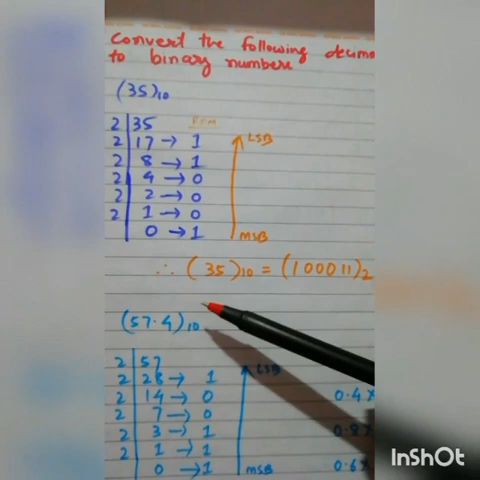 Convert the following decima
to binary numbers
(35)₁₀
2 35 Rem
2 17 → 1 LSB
2 8 → 1
2 4 → 0
2 2 → 0
2 1 → 0
0 → 1 MSB
∴ (35)₁₀ = (100011)₂
(57.4)₁₀
2 57
2 28 → 1 LSB
2 14 → 0 0.4 ×
2 7 → 0
2 3 → 1 0.8 ×
2 1 → 1
0 → 1 MSB 0.6 ×
InShOt